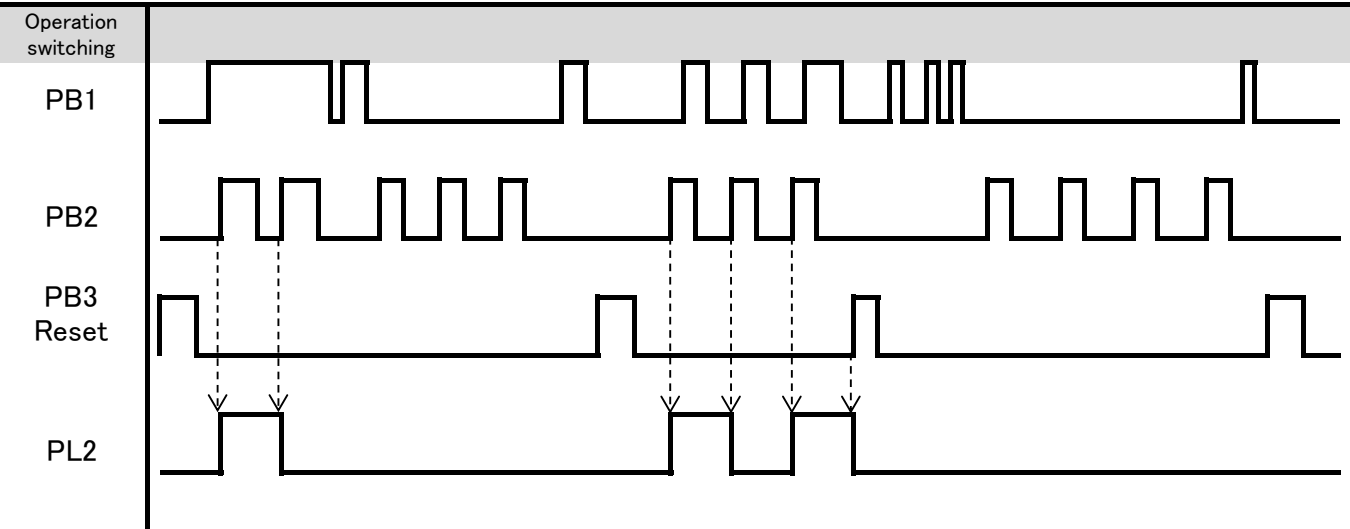 Operation
switching
PB1
PB2
PB3
Reset
PL2